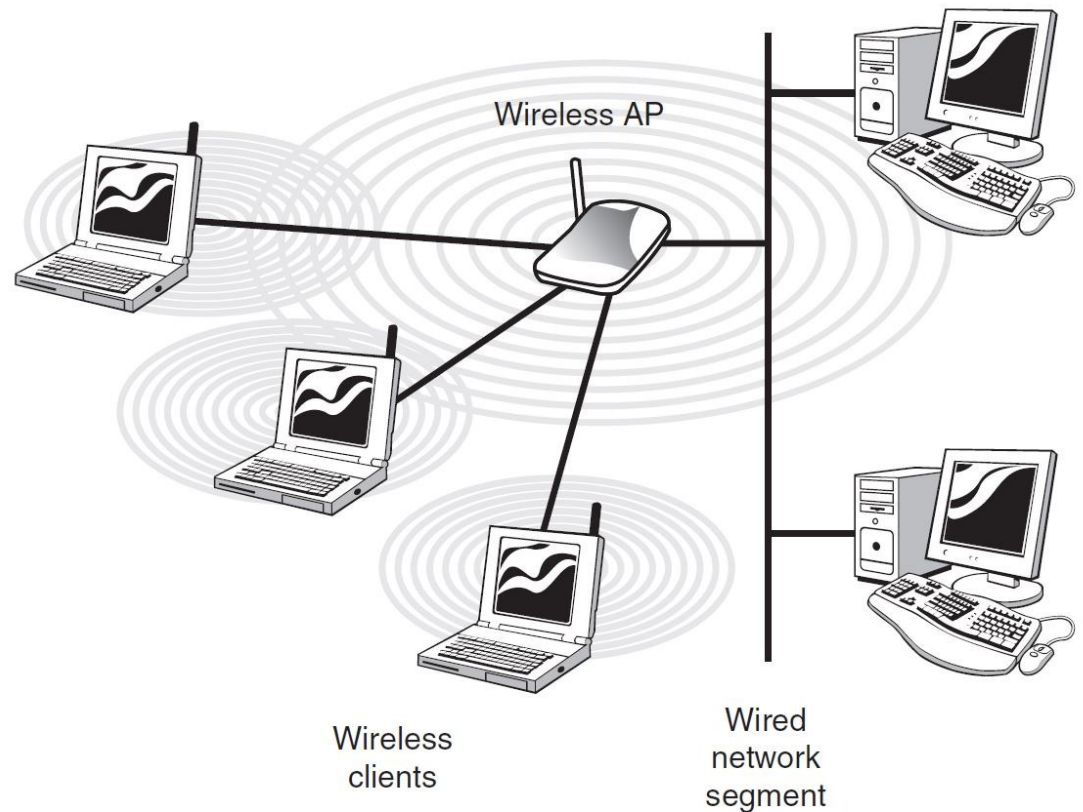 Wireless AP
Wireless
clients
Wired
network
segment